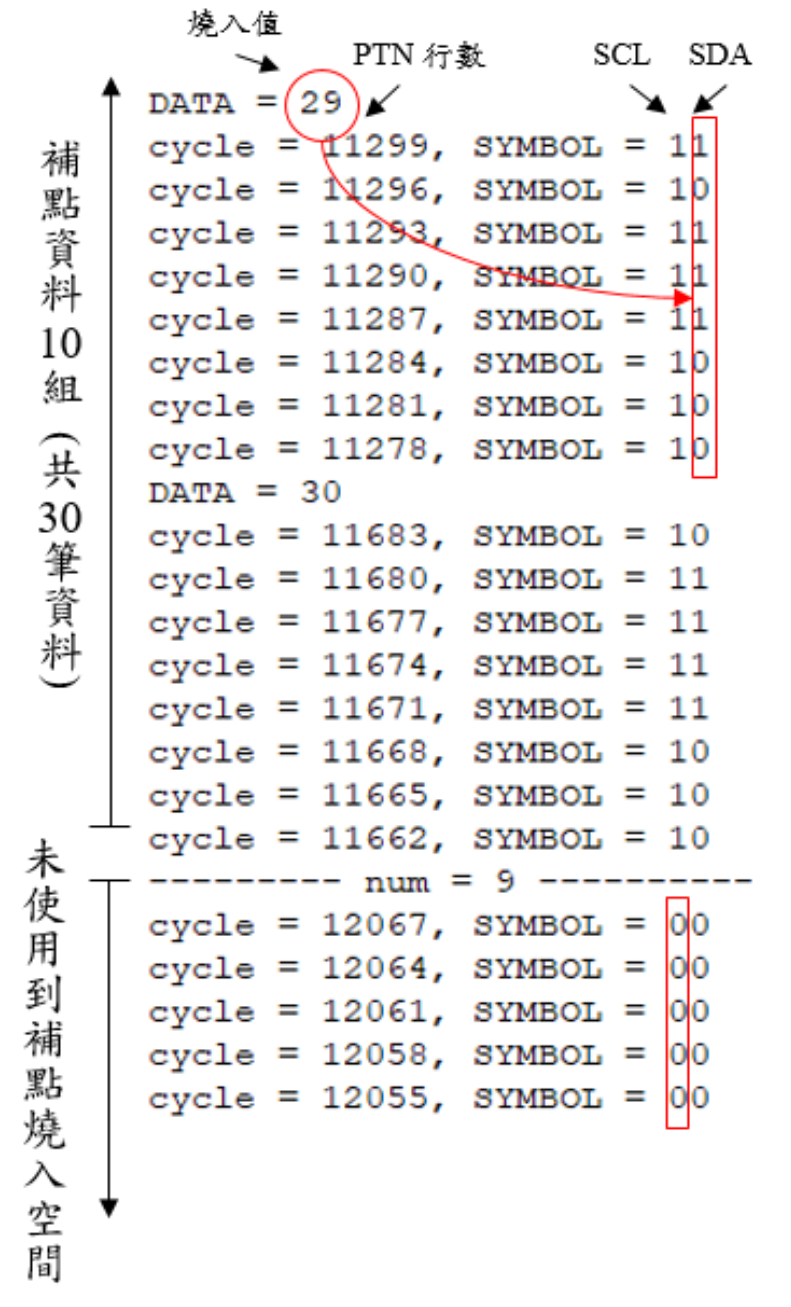 燒入值
PTN 行數
SCL
SDA
DATA = 29
cycle = 11299, SYMBOL = 11
cycle = 11296, SYMBOL = 10
cycle = 11293, SYMBOL = 11
cycle = 11290, SYMBOL = 11
cycle = 11287, SYMBOL = 11
cycle = 11284, SYMBOL = 10
cycle = 11281, SYMBOL = 10
cycle = 11278, SYMBOL = 10
DATA = 30
cycle = 11683, SYMBOL = 10
cycle = 11680, SYMBOL = 11
cycle = 11677, SYMBOL = 11
cycle = 11674, SYMBOL = 11
cycle = 11671, SYMBOL = 11
cycle = 11668, SYMBOL = 10
cycle = 11665, SYMBOL = 10
cycle = 11662, SYMBOL = 10
--------- num = 9 ----------
cycle = 12067, SYMBOL = 00
cycle = 12064, SYMBOL = 00
cycle = 12061, SYMBOL = 00
cycle = 12058, SYMBOL = 00
cycle = 12055, SYMBOL = 00
補點資料10組（共30筆資料）
未使用到補點燒入空間